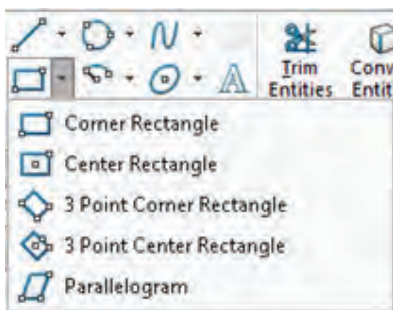 Trim
Entities
Conv
Entit
Corner Rectangle
Center Rectangle
3 Point Corner Rectangle
3 Point Center Rectangle
Parallelogram